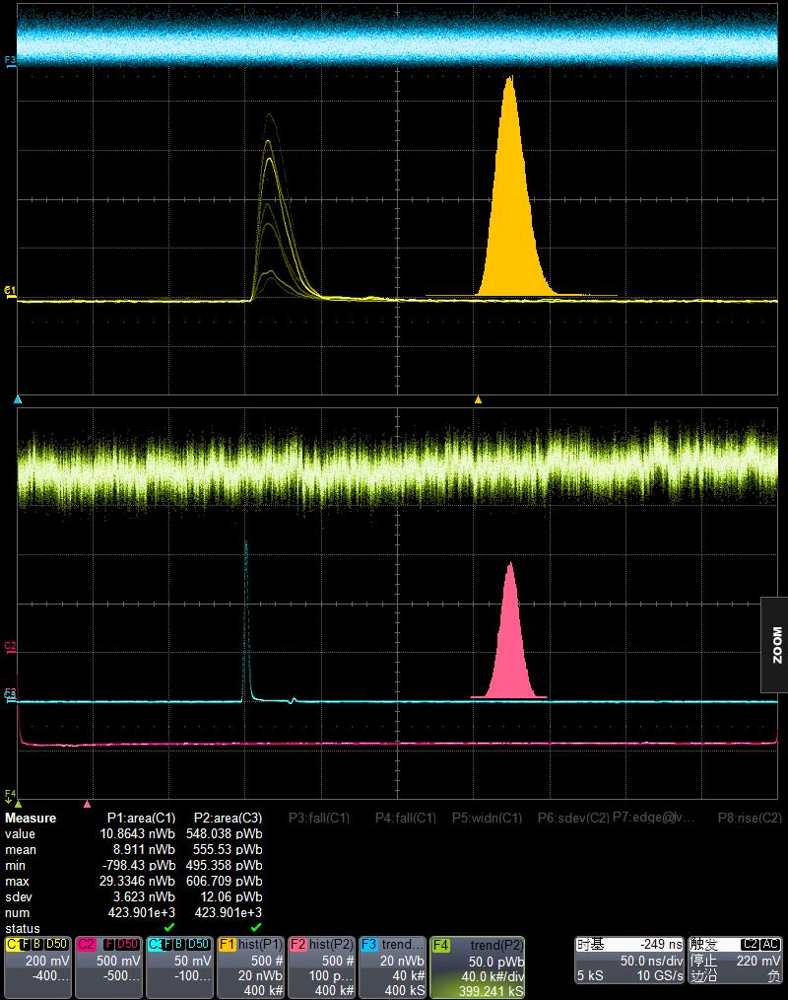 F3
C1
C2
C3
F4
ZOOM
Measure P1:area(C1) P2:area(C3) P3:fall(C1) P4:fall(C1) P5:widn(C1) P6:sdev(C2) P7:edge@lv... P8:rise(C2)
value 10.8643 nWb 548.038 pWb
mean 8.911 nWb 555.53 pWb
min -798.43 pWb 495.358 pWb
max 29.3346 nWb 606.709 pWb
sdev 3.623 nWb 12.06 pWb
num 423.901e+3 423.901e+3
status
C1 F B D50 C2 F D50 C3 F B D50 F1 hist(P1) F2 hist(P2) F3 trend... F4 trend(P2) 时基 -249 ns 触发 C2 AC
200 mV 500 mV 50 mV 500 # 500 # 20 nWb 50.0 pWb 50.0 ns/div 停止 220 mV
-400... -500... -100... 20 nWb 100 p... 40 k# 40.0 k#/div 5 kS 10 GS/s 边沿 负
400 k# 400 k# 400 kS 399.241 kS